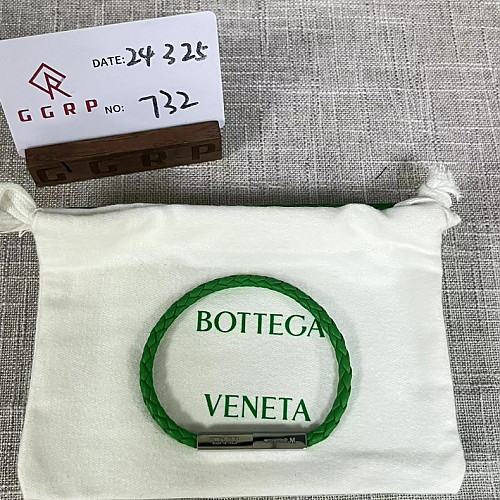 DATE: 24 3 25
GGRP NO: 732
GGRP
BOTTEGA
VENETA
M